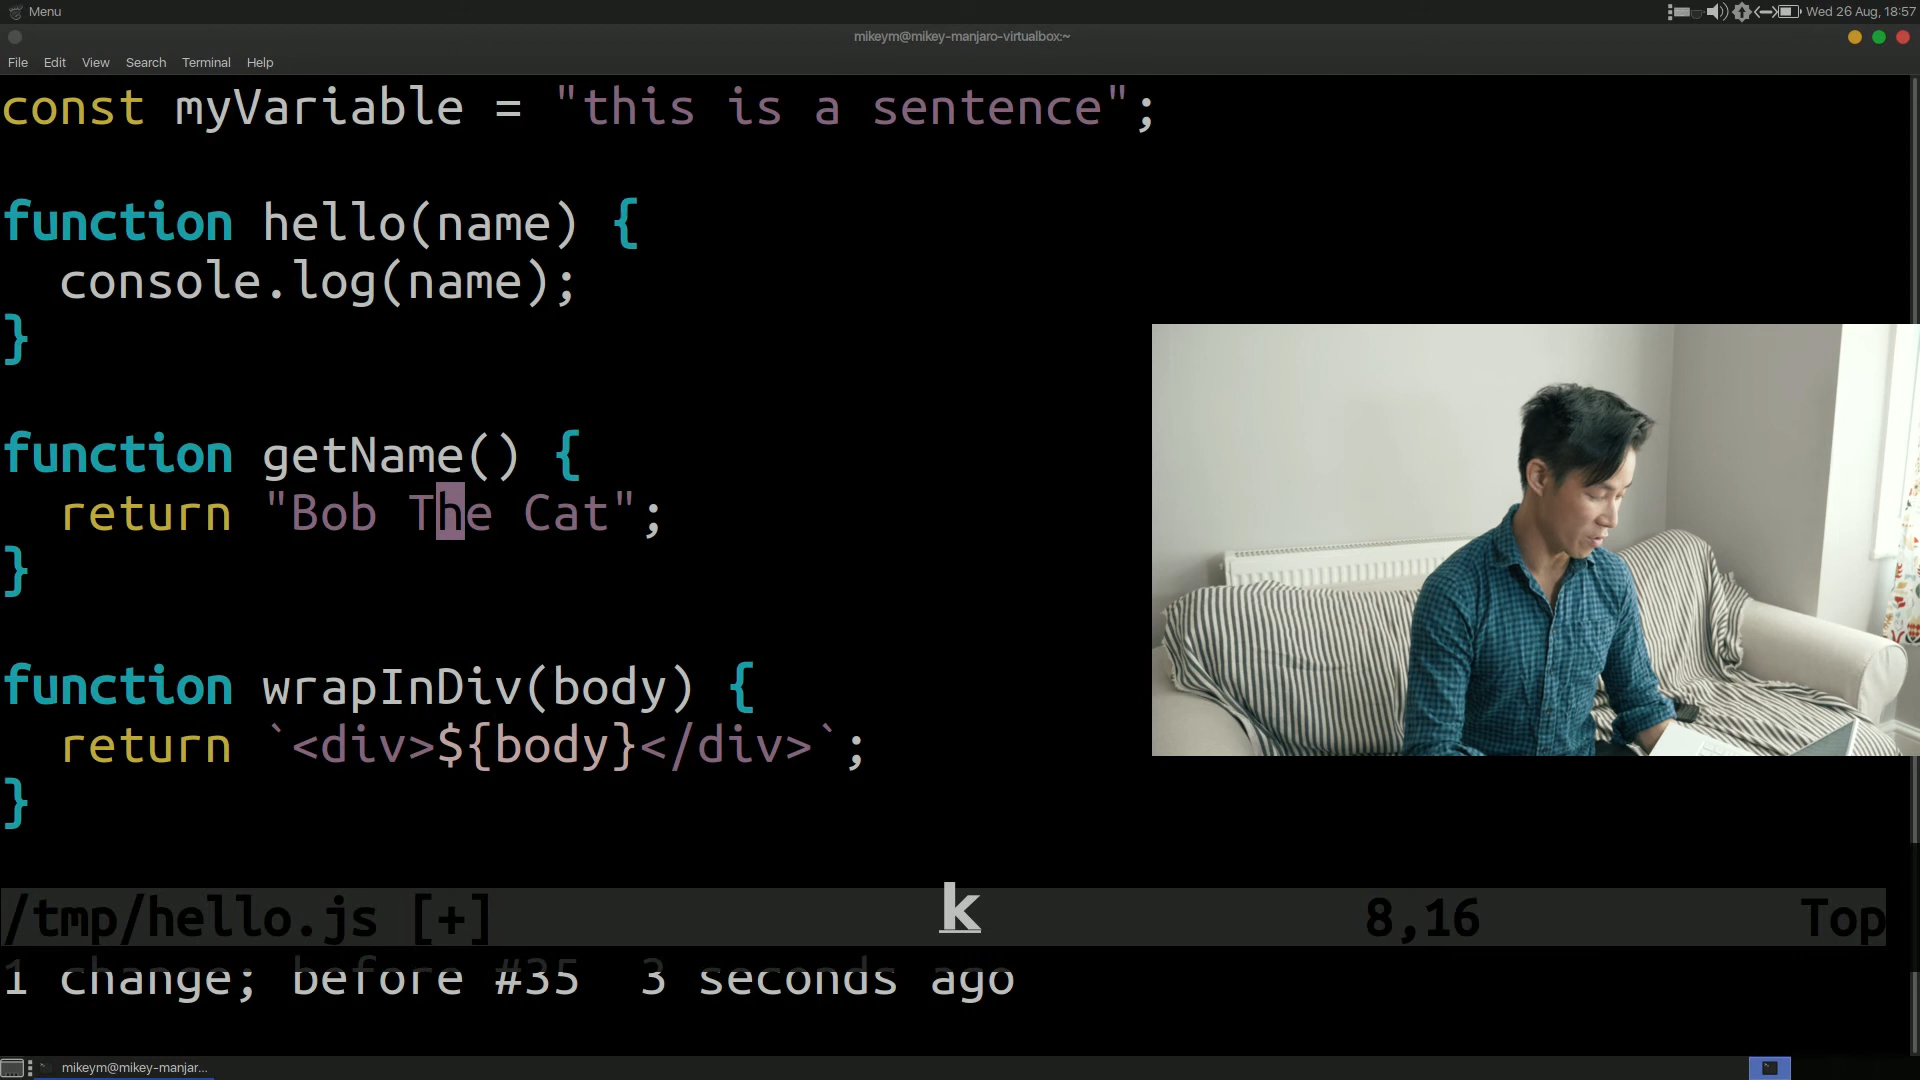 Menu
Wed 26 Aug, 18:57
mikeym@mikey-manjaro-virtualbox:~
File Edit View Search Terminal Help
const myVariable = "this is a sentence";
function hello(name) {
  console.log(name);
}
function getName() {
  return "Bob The Cat";
}
function wrapInDiv(body) {
  return `<div>${body}</div>`;
}
k
/tmp/hello.js [+] 8,16 Top
1 change; before #35  3 seconds ago
mikeym@mikey-manjar...